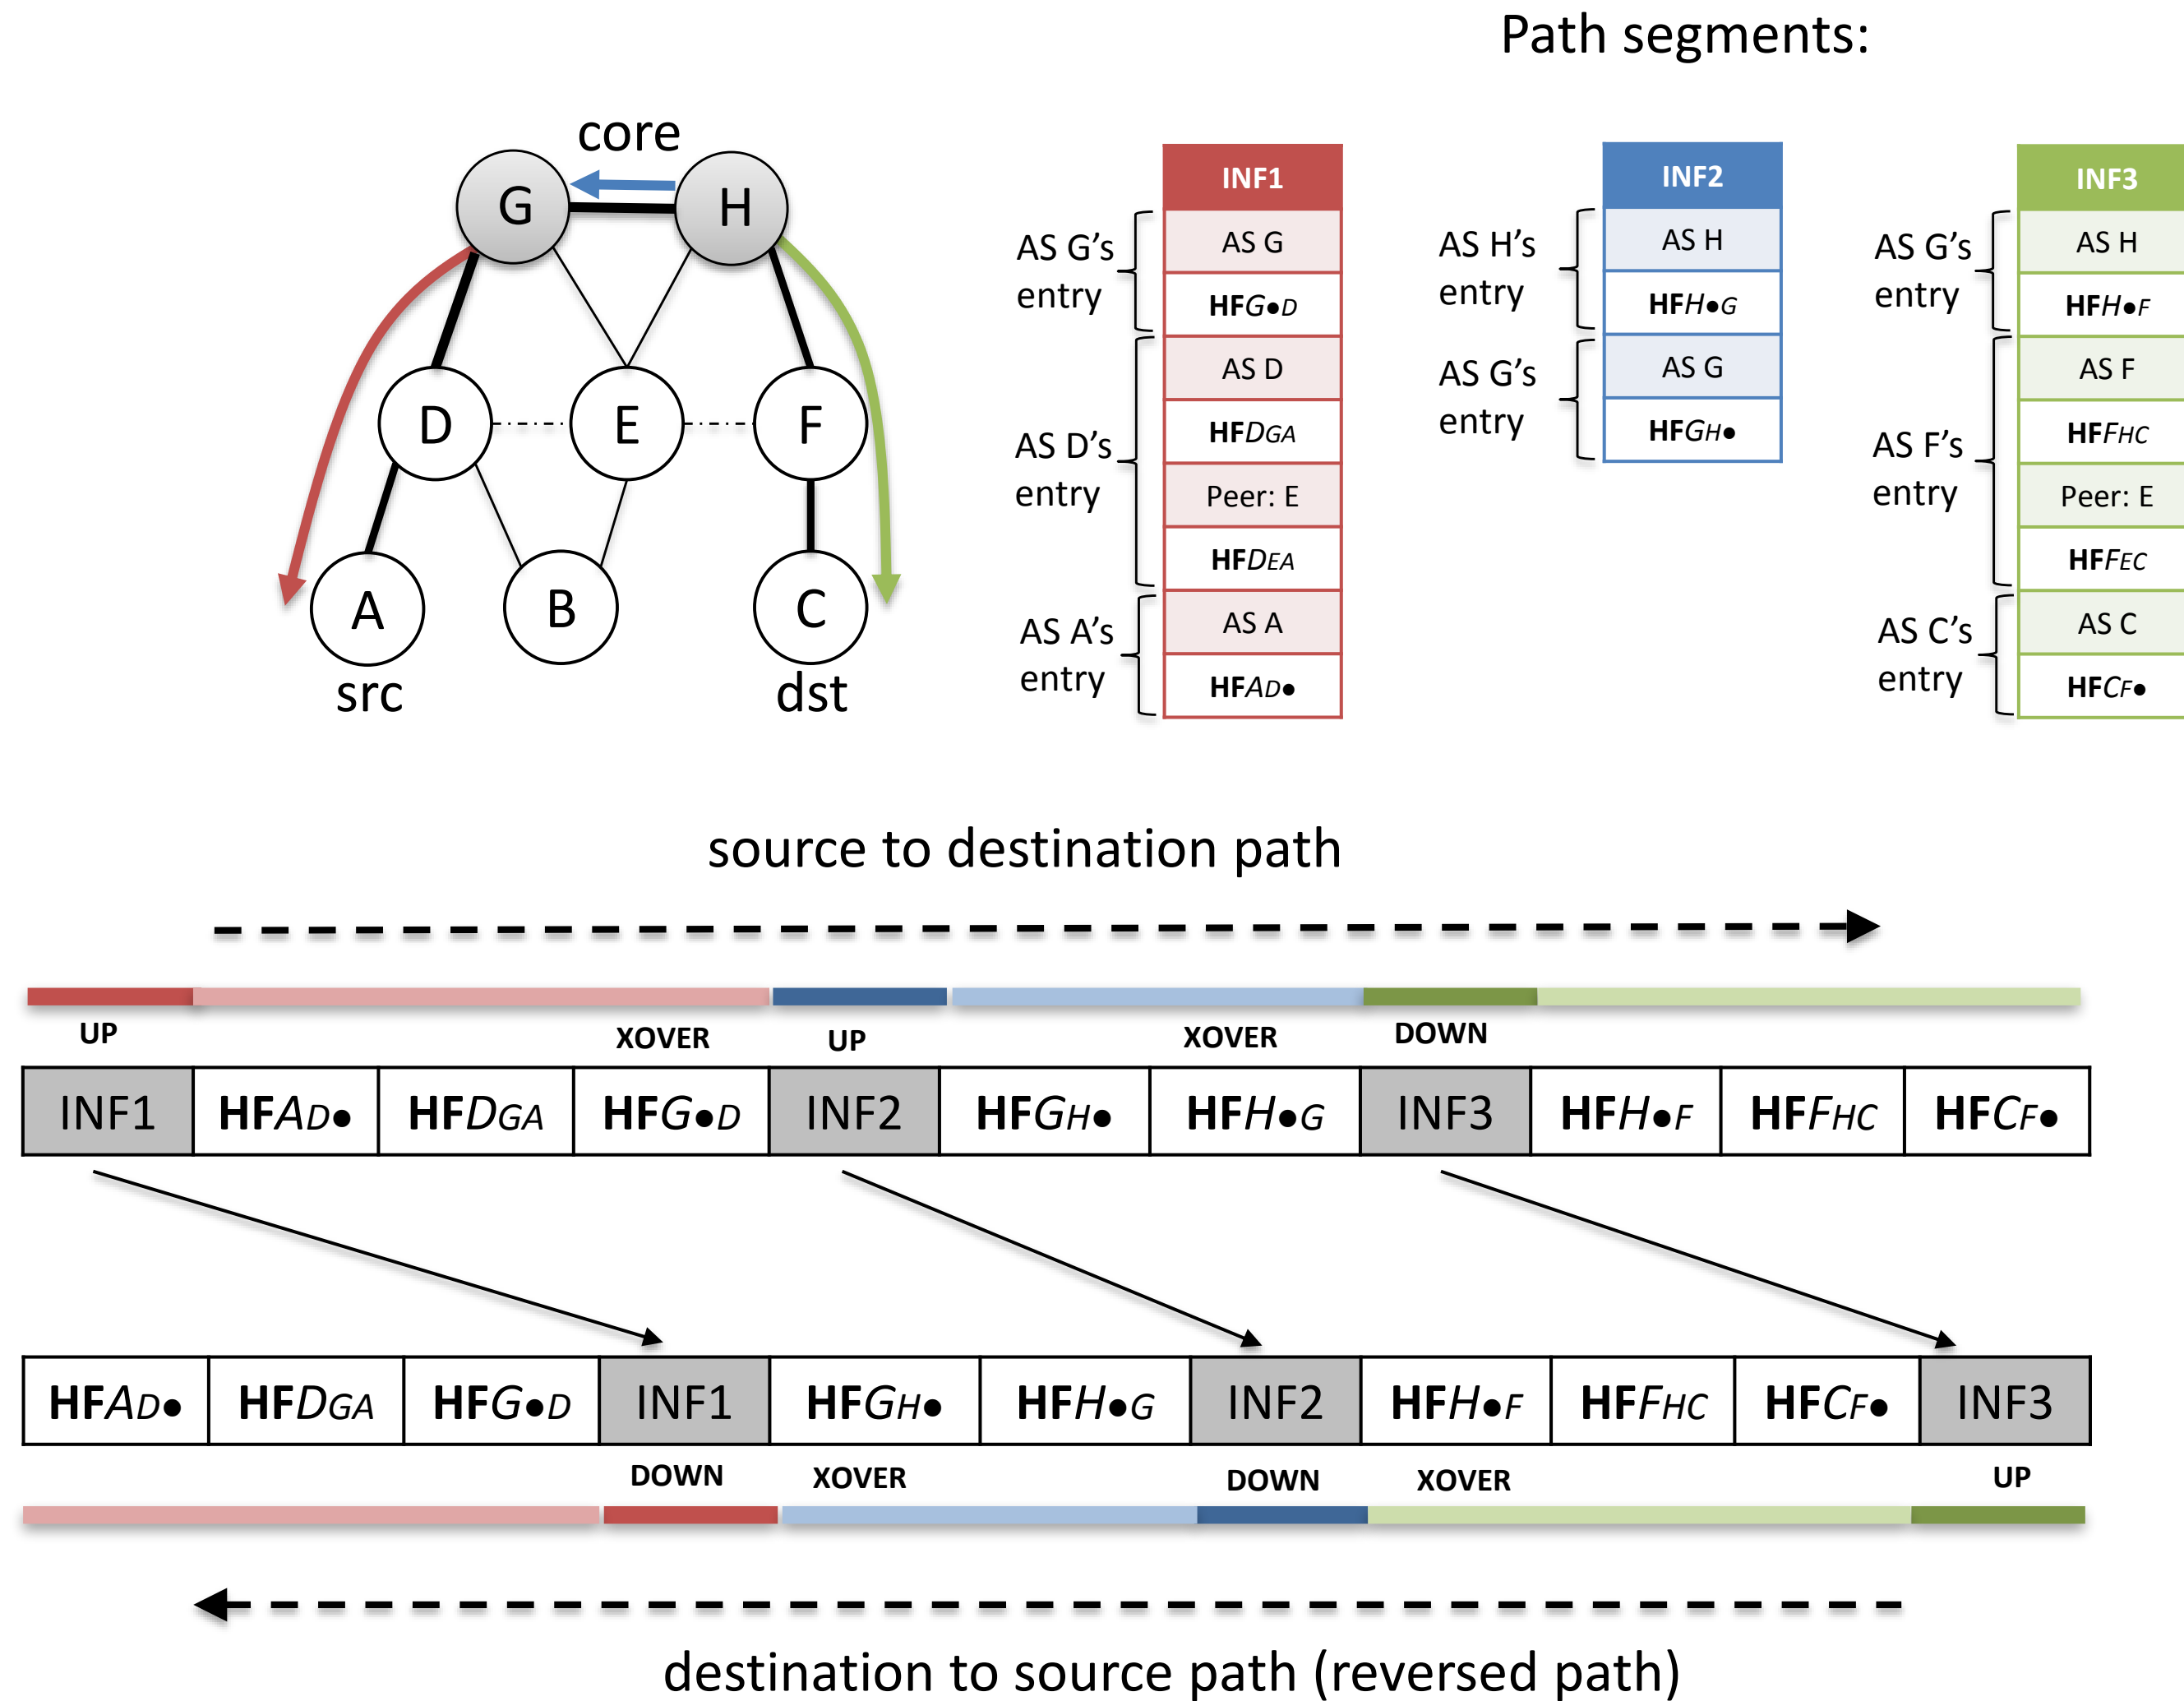 Path segments:
core
G
H
D
E
F
A
B
C
src
dst
INF1
AS G's
entry
AS G
HFG●D
AS D's
entry
AS D
HFDGA
Peer: E
HFDEA
AS A's
entry
AS A
HFAD●
INF2
AS H's
entry
AS H
HFH●G
AS G's
entry
AS G
HFGH●
INF3
AS G's
entry
AS H
HFH●F
AS F's
entry
AS F
HFFHC
Peer: E
HFFEC
AS C's
entry
AS C
HFCF●
source to destination path
UP XOVER UP XOVER DOWN
INF1 HFAD● HFDGA HFG●D INF2 HFGH● HFH●G INF3 HFH●F HFFHC HFCF●
HFAD● HFDGA HFG●D INF1 HFGH● HFH●G INF2 HFH●F HFFHC HFCF● INF3
DOWN XOVER DOWN XOVER UP
destination to source path (reversed path)